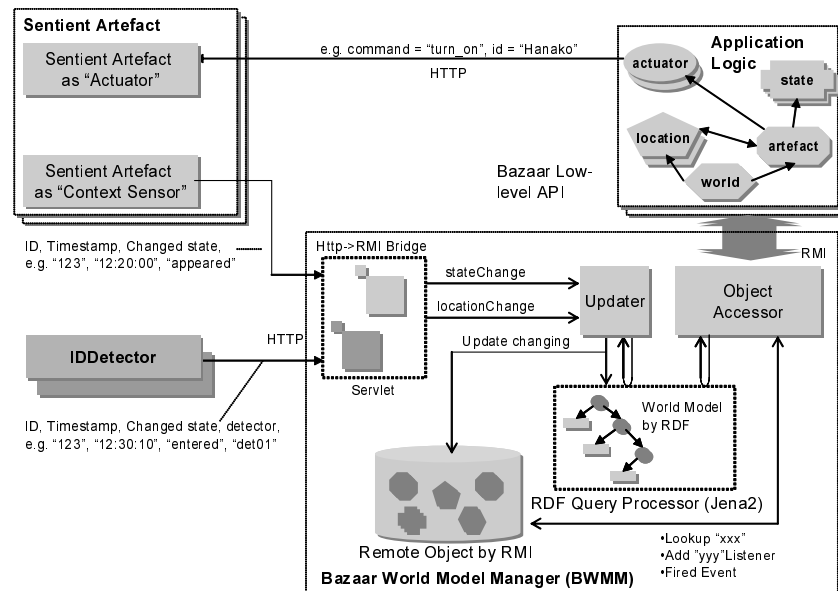 Sentient Artefact
Sentient Artefact
as "Actuator"
Sentient Artefact
as "Context Sensor"
e.g. command = "turn_on", id = "Hanako"
HTTP
Application
Logic
actuator
state
location
artefact
world
Bazaar Low-
level API
ID, Timestamp, Changed state,
e.g. "123", "12:20:00", "appeared"
Http->RMI Bridge
RMI
stateChange
locationChange
Updater
Object
Accessor
HTTP
IDDetector
Update changing
Servlet
ID, Timestamp, Changed state, detector,
e.g. "123", "12:30:10", "entered", "det01"
World Model
by RDF
RDF Query Processor (Jena2)
Remote Object by RMI
•Lookup "xxx"
•Add "yyy"Listener
•Fired Event
Bazaar World Model Manager (BWMM)